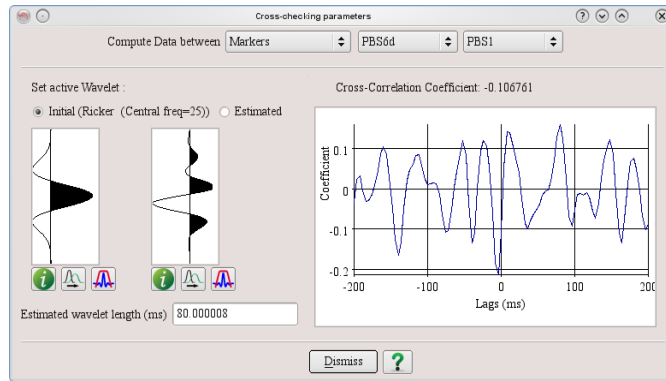 Cross-checking parameters
Compute Data between Markers PBS6d PBS1
Set active Wavelet :
Initial (Ricker (Central freq=25)) Estimated
Cross-Correlation Coefficient: -0.106761
Coefficient
0.1
0
-0.1
-0.2
-200 -100 0 100 200
Lags (ms)
Estimated wavelet length (ms) 80.000008
Dismiss